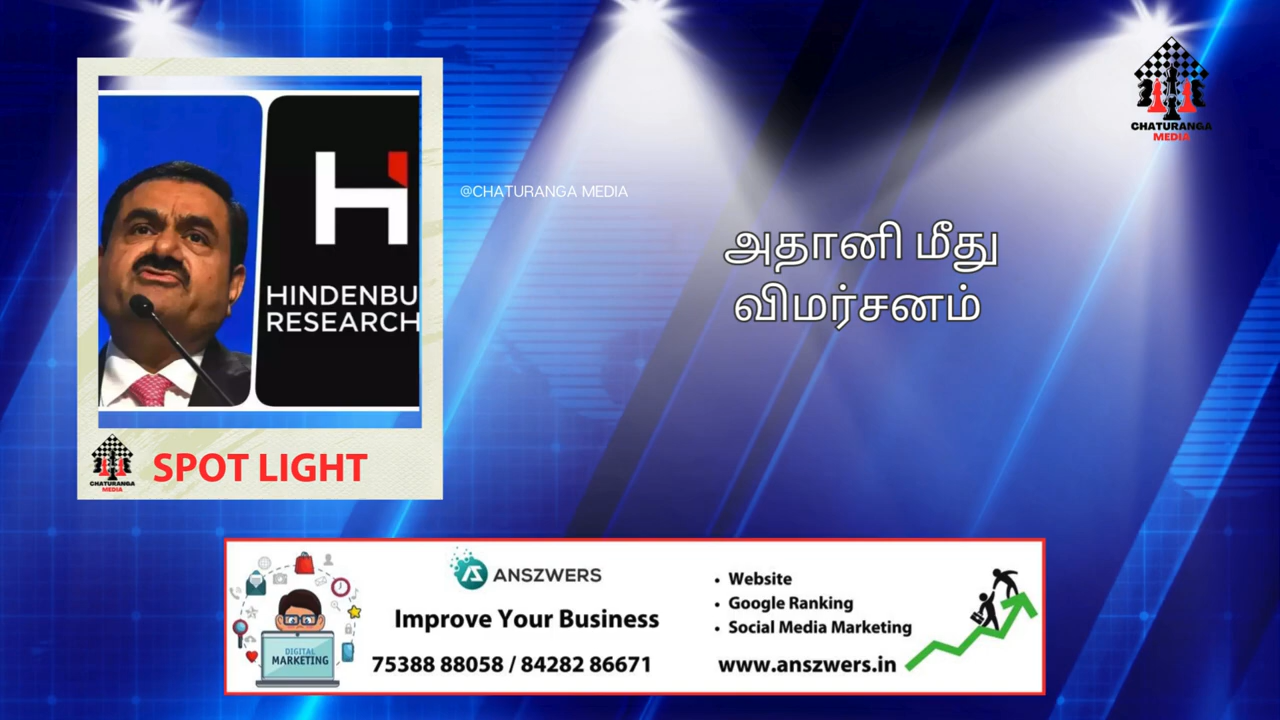 CHATURANGA
MEDIA
HINDENBU
RESEARCH
@CHATURANGA MEDIA
அதானி மீது
விமர்சனம்
CHATURANGA
MEDIA
SPOT LIGHT
ANSZWERS
Improve Your Business
75388 88058 / 84282 86671
DIGITAL
MARKETING
• Website
• Google Ranking
• Social Media Marketing
www.anszwers.in